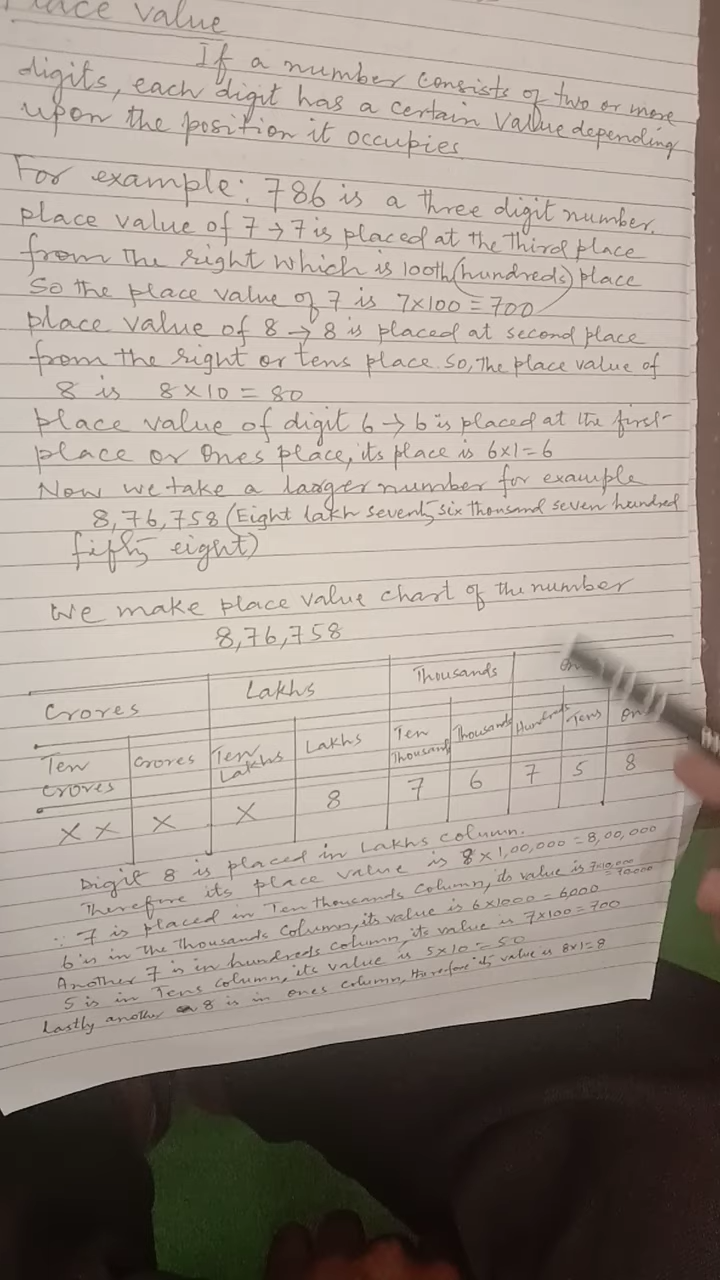 Place value
If a number consists of two or more
digits, each digit has a certain value depending
upon the position it occupies
For example: 786 is a three digit number.
place value of 7 → 7 is placed at the third place
from the right which is 100th (hundreds) place
So the place value of 7 is 7×100 = 700
place value of 8 → 8 is placed at second place
from the right or tens place so, the place value of
8 is 8×10 = 80
place value of digit 6 → 6 is placed at the first
place or ones place, its place is 6×1=6
Now we take a larger number for example
8,76,758 (Eight lakh seventy six thousand seven hundred
fifty eight)
We make place value chart of the number
8,76,758
Crores Lakhs Thousands
Ten Crores Crores Ten Lakhs Lakhs Ten Thousand Thousands Hundreds Tens
X X X X 8 7 6 7 5 8
Digit 8 is placed in Lakhs column.
Therefore its place value is 8×1,00,000 = 8,00,000
∵ 7 is placed in Ten thousands column, its value is 7×10,000 = 70,000
6 is in the Thousands column, its value is 6×1000 = 6000
Another 7 is in hundreds column, its value is 7×100 = 700
5 is in Tens column, its value is 5×10 = 50
Lastly another 8 is in ones column, therefore its value is 8×1=8